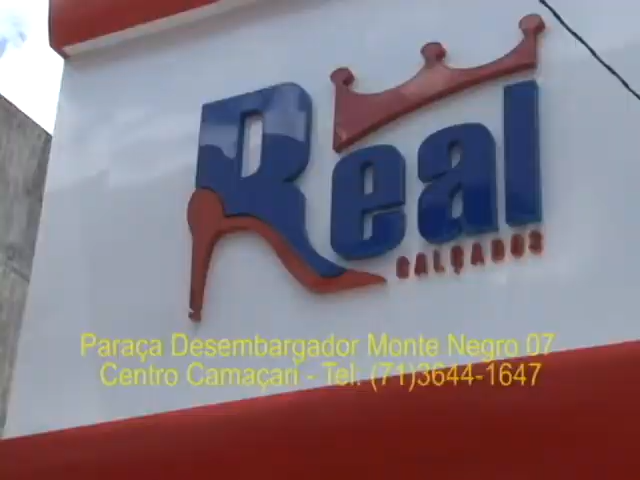 Real
CALÇADOS
Paraça Desembargador Monte Negro 07
Centro Camaçari - Tel: (71)3644-1647